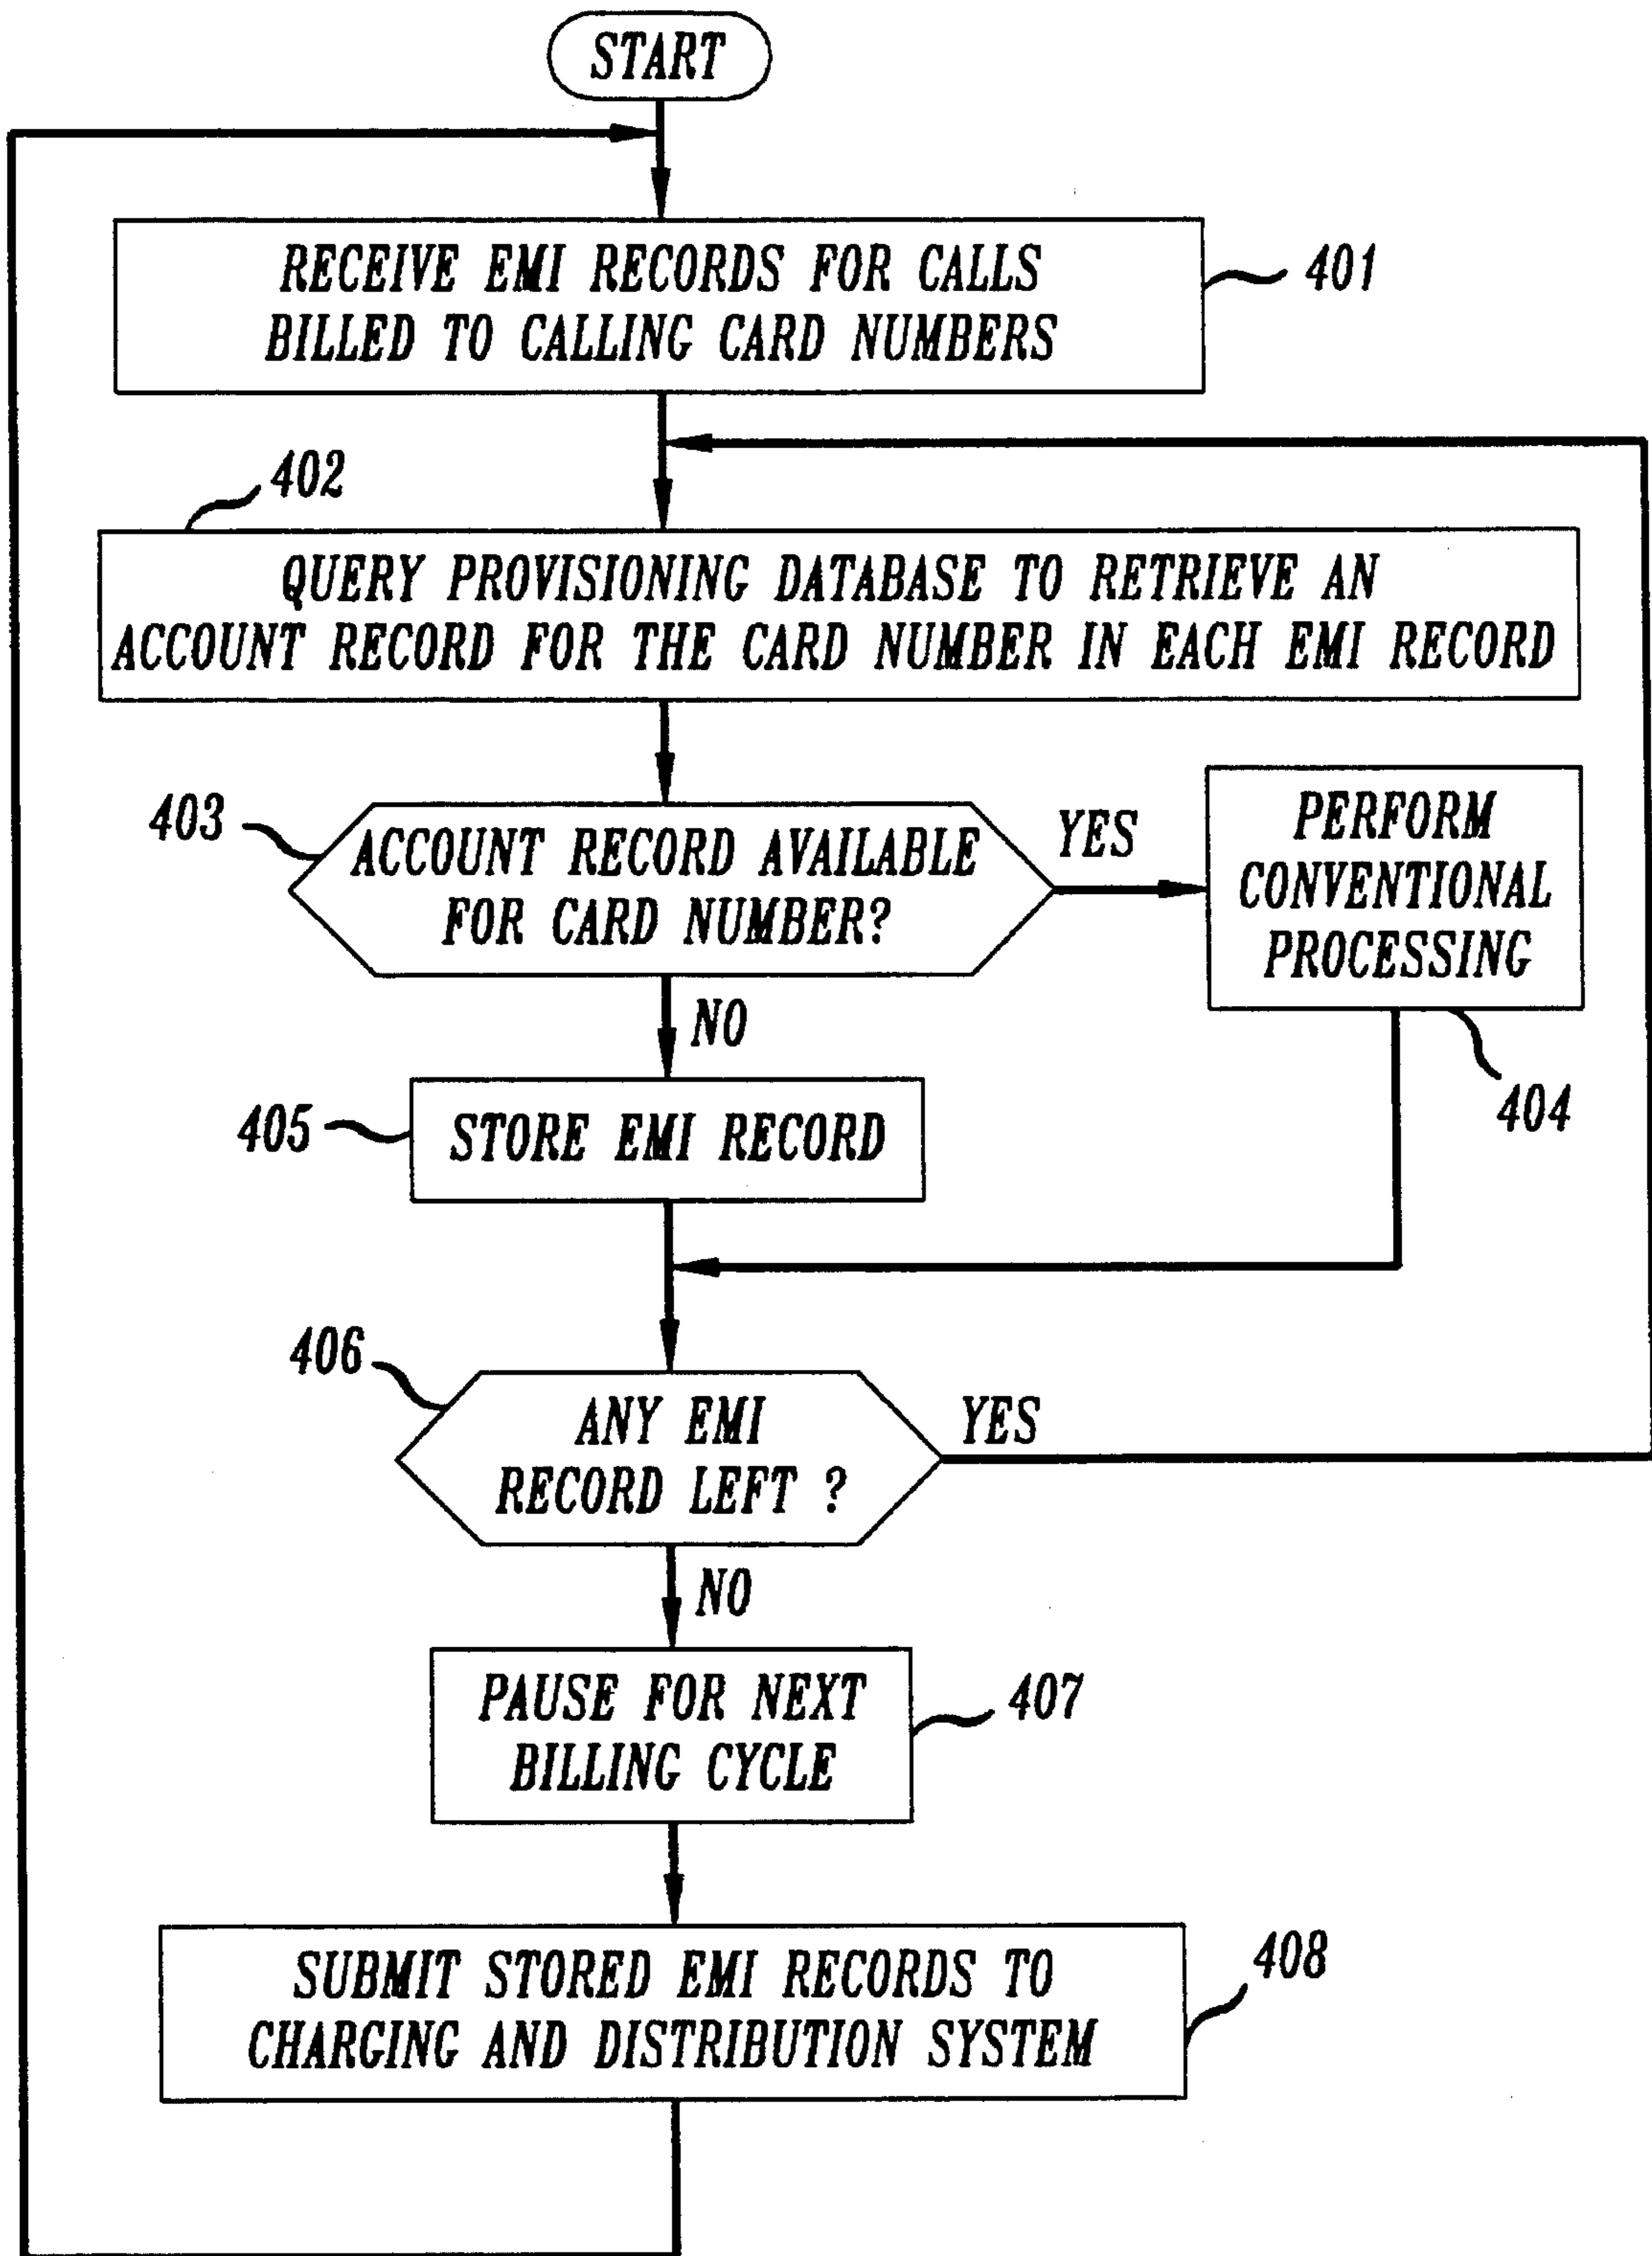 START
RECEIVE EMI RECORDS FOR CALLS
BILLED TO CALLING CARD NUMBERS
401
402
QUERY PROVISIONING DATABASE TO RETRIEVE AN
ACCOUNT RECORD FOR THE CARD NUMBER IN EACH EMI RECORD
403
ACCOUNT RECORD AVAILABLE
FOR CARD NUMBER?
YES
PERFORM
CONVENTIONAL
PROCESSING
404
NO
405
STORE EMI RECORD
406
ANY EMI
RECORD LEFT ?
YES
NO
PAUSE FOR NEXT
BILLING CYCLE
407
SUBMIT STORED EMI RECORDS TO
CHARGING AND DISTRIBUTION SYSTEM
408